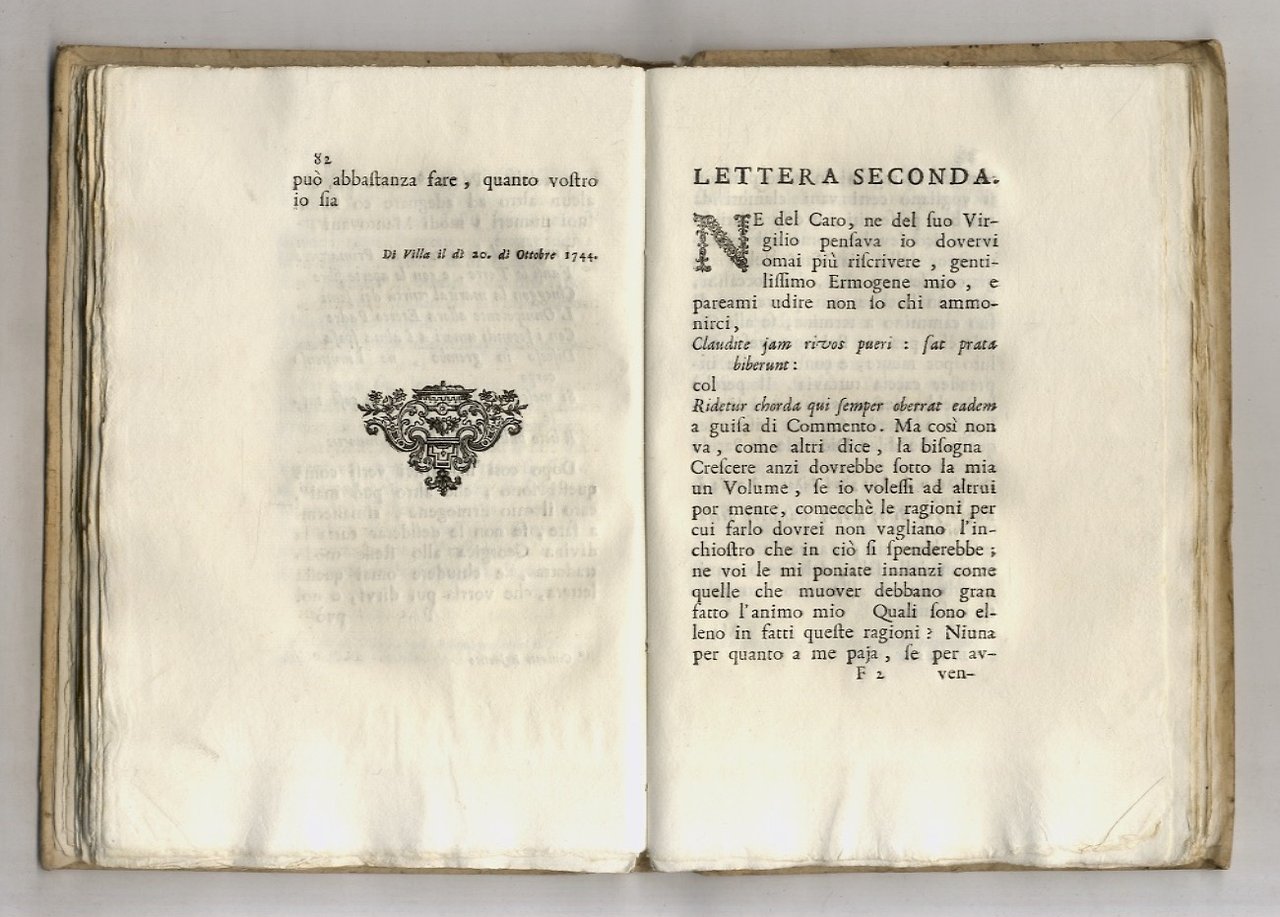 82
può abbaſtanza fare , quanto voſtro
io ſia
Di Villa il dì 20. di Ottobre 1744.
LETTERA SECONDA.
NE del Caro, ne del ſuo Vir-
gilio penſava io dovervi
omai più riſcrivere , genti-
liſſimo Ermogene mio , e
pareami udire non ſo chi ammo-
nirci ,
Claudite jam rivos pueri : ſat prata
biberunt :
col
Ridetur chorda qui ſemper oberrat eadem
a guiſa di Commento. Ma così non
va , come altri dice , la biſogna
Creſcere anzi dovrebbe ſotto la mia
un Volume , ſe io voleſſi ad altrui
por mente, comecchè le ragioni per
cui farlo dovrei non vagliano l'in-
chioſtro che in ciò ſi ſpenderebbe ;
ne voi le mi poniate innanzi come
quelle che muover debbano gran
fatto l'animo mio Quali ſono el-
leno in fatti queſte ragioni ? Niuna
per quanto a me paja , ſe per av-
F 2 ven-